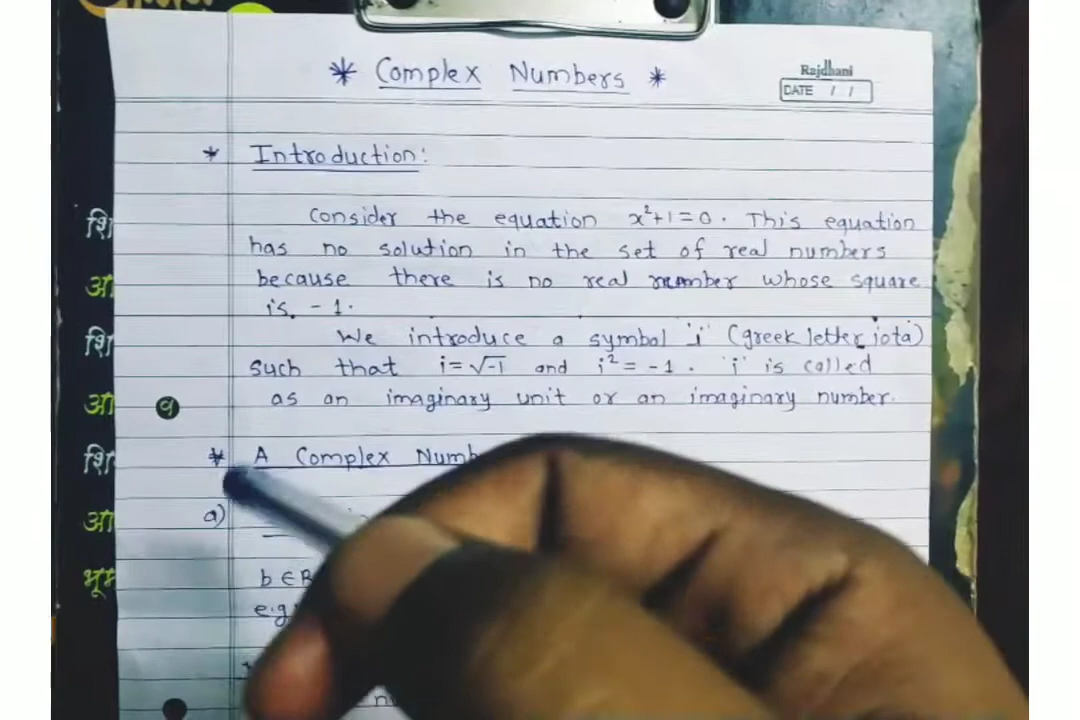 * Complex Numbers *
Rajdhani
DATE / /
* Introduction:
Consider the equation x²+1=0. This equation
has no solution in the set of real numbers
because there is no real number whose square
is. -1.
We introduce a symbol 'i' (greek letter iota)
such that i=√-1 and i²= -1. 'i' is called
as an imaginary unit or an imaginary number.
* A Complex
a)
b∈R
e.g.
शि
आ
शि
आ
शि
आ